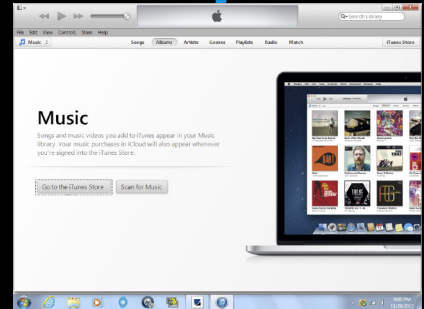 Search Library
File Edit View Controls Store Help
Music
Songs Albums Artists Genres Playlists Radio Match
iTunes Store
Music
Songs and music videos you add to iTunes appear in your Music
library. Your music purchases in iCloud will also appear whenever
you're signed into the iTunes Store.
Go to the iTunes Store Scan for Music